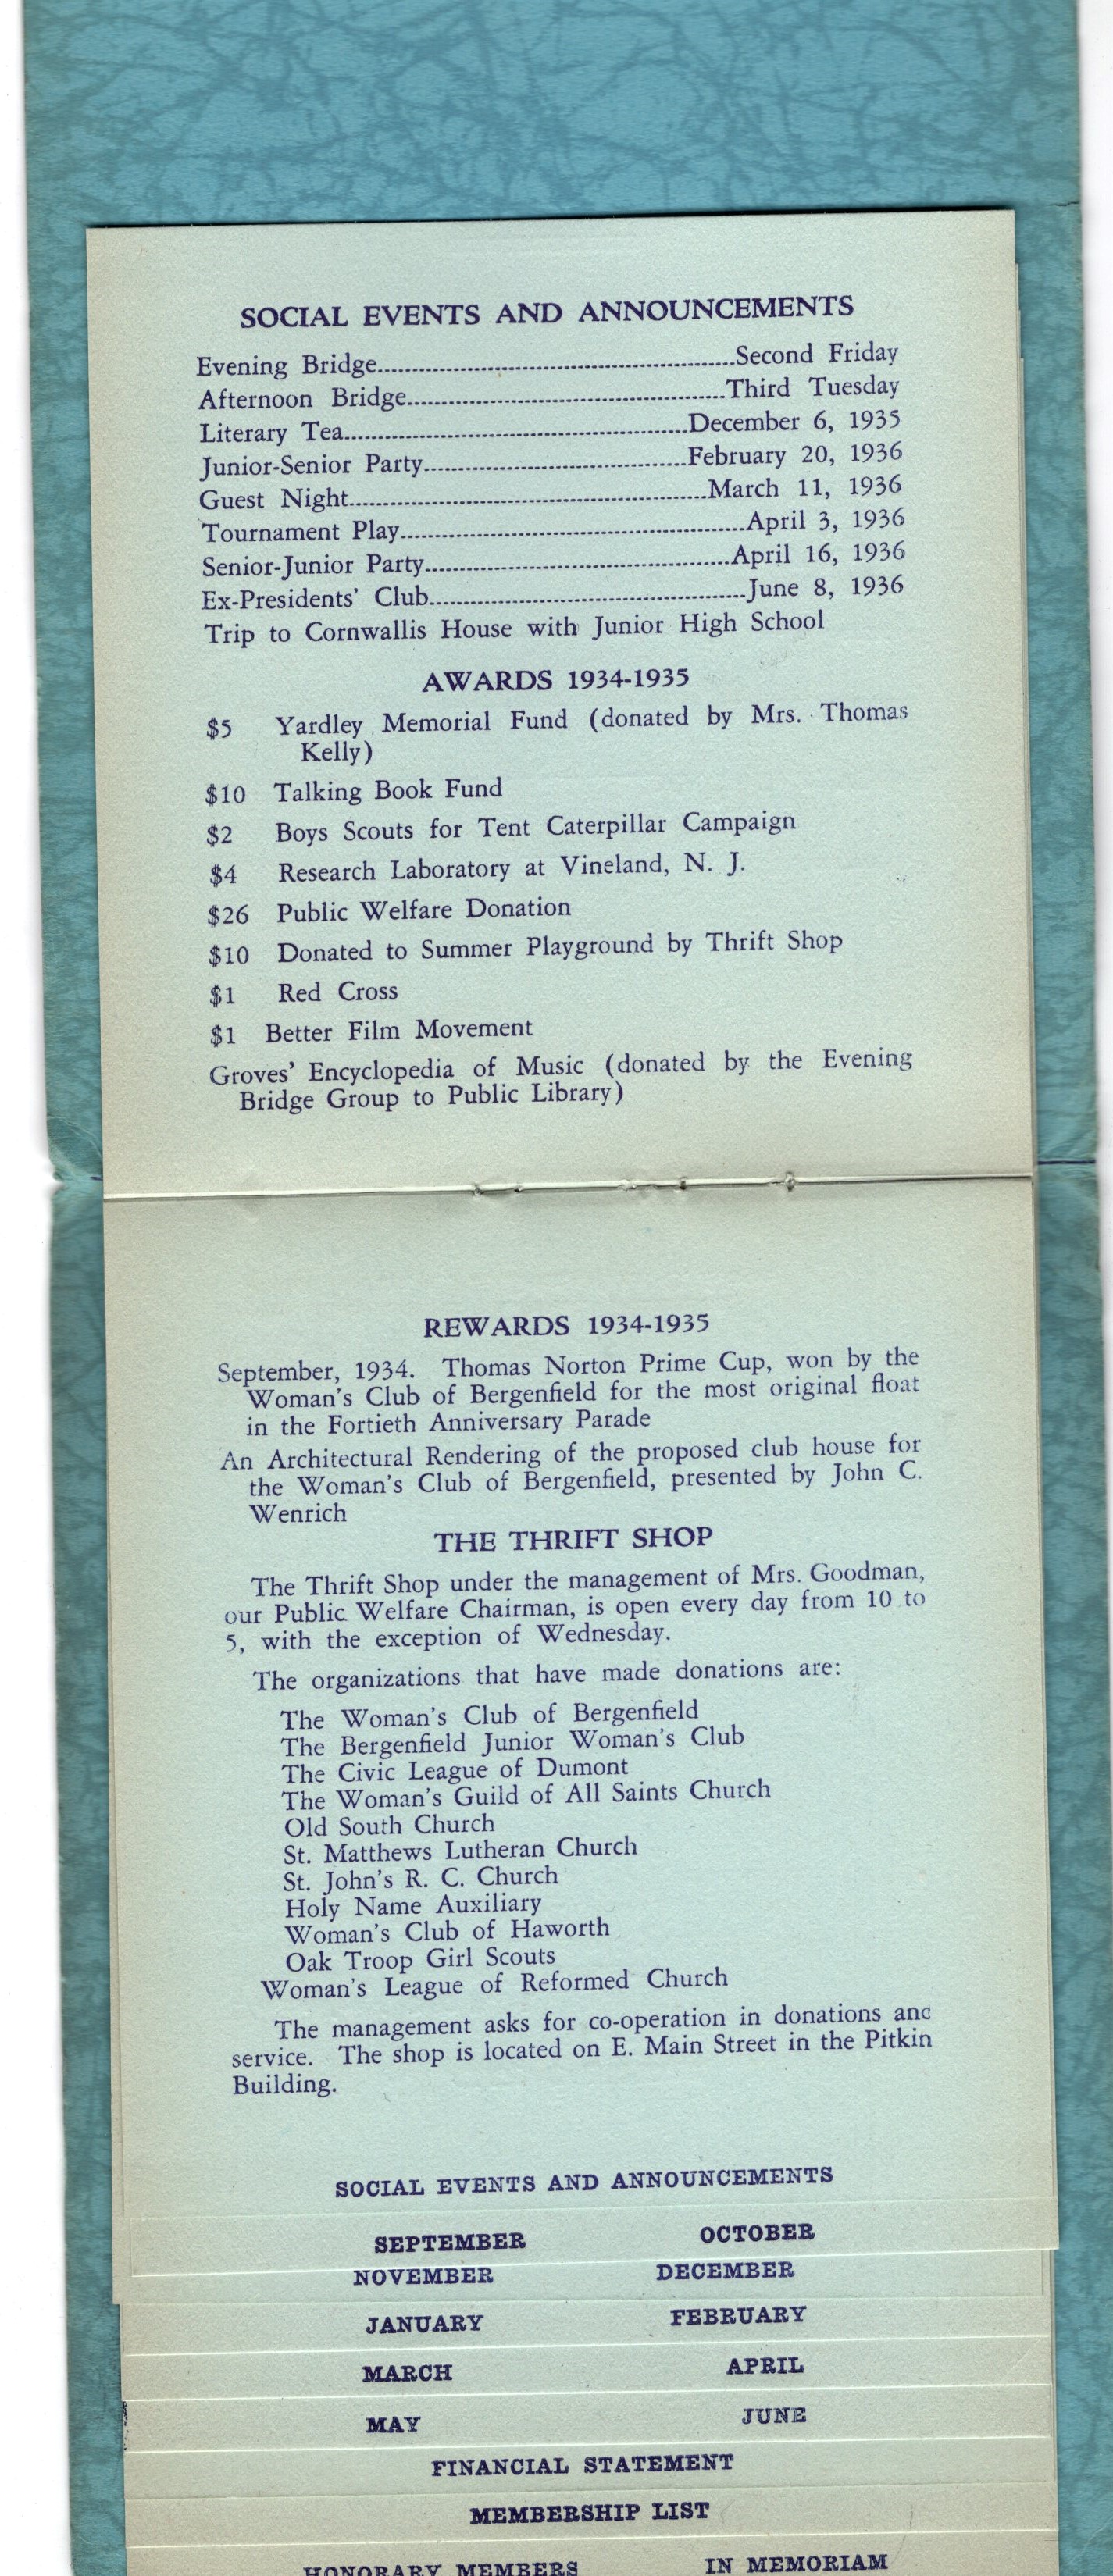 SOCIAL EVENTS AND ANNOUNCEMENTS
Evening Bridge........Second Friday
Afternoon Bridge........Third Tuesday
Literary Tea........December 6, 1935
Junior-Senior Party........February 20, 1936
Guest Night........March 11, 1936
Tournament Play........April 3, 1936
Senior-Junior Party........April 16, 1936
Ex-Presidents' Club........June 8, 1936
Trip to Cornwallis House with Junior High School
AWARDS 1934-1935
$5 Yardley Memorial Fund (donated by Mrs. Thomas
Kelly)
$10 Talking Book Fund
$2 Boys Scouts for Tent Caterpillar Campaign
$4 Research Laboratory at Vineland, N. J.
$26 Public Welfare Donation
$10 Donated to Summer Playground by Thrift Shop
$1 Red Cross
$1 Better Film Movement
Groves' Encyclopedia of Music (donated by the Evening
Bridge Group to Public Library)
REWARDS 1934-1935
September, 1934. Thomas Norton Prime Cup, won by the
Woman's Club of Bergenfield for the most original float
in the Fortieth Anniversary Parade
An Architectural Rendering of the proposed club house for
the Woman's Club of Bergenfield, presented by John C.
Wenrich
THE THRIFT SHOP
The Thrift Shop under the management of Mrs. Goodman,
our Public Welfare Chairman, is open every day from 10 to
5, with the exception of Wednesday.
The organizations that have made donations are:
The Woman's Club of Bergenfield
The Bergenfield Junior Woman's Club
The Civic League of Dumont
The Woman's Guild of All Saints Church
Old South Church
St. Matthews Lutheran Church
St. John's R. C. Church
Holy Name Auxiliary
Woman's Club of Haworth
Oak Troop Girl Scouts
Woman's League of Reformed Church
The management asks for co-operation in donations and
service. The shop is located on E. Main Street in the Pitkin
Building.
SOCIAL EVENTS AND ANNOUNCEMENTS
SEPTEMBER OCTOBER
NOVEMBER DECEMBER
JANUARY FEBRUARY
MARCH APRIL
MAY JUNE
FINANCIAL STATEMENT
MEMBERSHIP LIST
HONORARY MEMBERS IN MEMORIAM